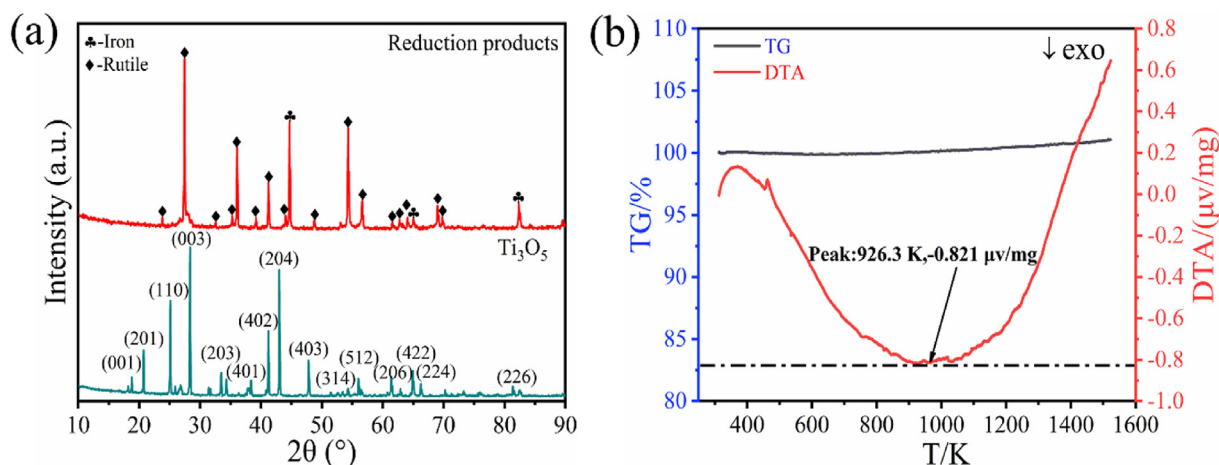 (a)
♣-Iron
♦-Rutile
Reduction products
Intensity (a.u.)
Ti₃O₅
(001)
(201)
(110)
(003)
(203)
(401)
(402)
(204)
(403)
(314)
(512)
(206)
(422)
(224)
(226)
10 20 30 40 50 60 70 80 90
2θ (°)
(b)
TG
DTA
↓ exo
TG/%
110
105
100
95
90
85
80
Peak:926.3 K,-0.821 μv/mg
0.8
0.6
0.4
0.2
0.0
-0.2
-0.4
-0.6
-0.8
-1.0
DTA/(μv/mg)
400 600 800 1000 1200 1400 1600
T/K